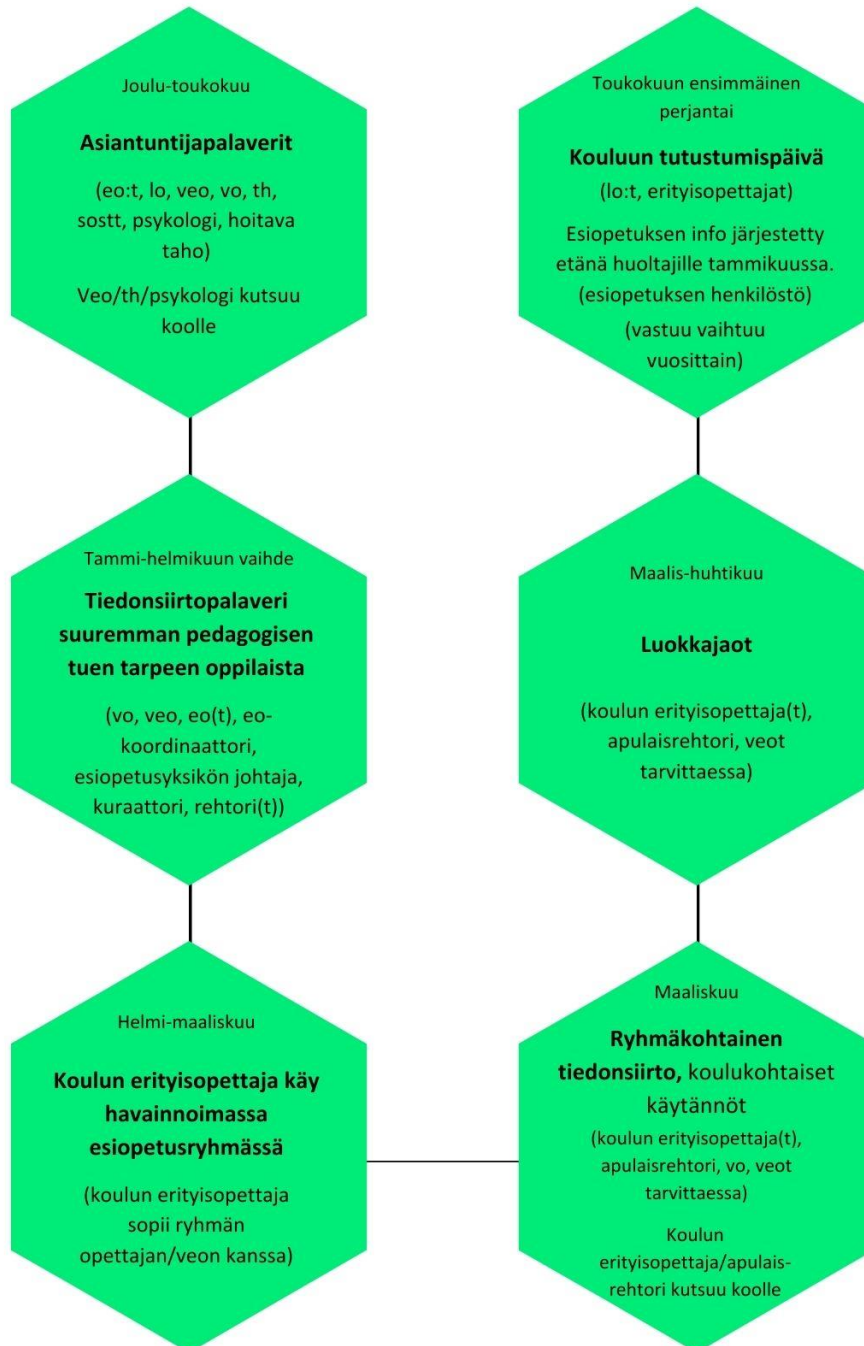 Joulu-toukokuu
Asiantuntijapalaverit
(eo:t, lo, veo, vo, th,
sostt, psykologi, hoitava
taho)
Veo/th/psykologi kutsuu
koolle
Tammi-helmikuun vaihde
Tiedonsiirtopalaveri
suuremman pedagogisen
tuen tarpeen oppilaista
(vo, veo, eo(t), eo-
koordinaattori,
esiopetusyksikön johtaja,
kuraattori, rehtori(t))
Helmi-maaliskuu
Koulun erityisopettaja käy
havainnoimassa
esiopetusryhmässä
(koulun erityisopettaja
sopii ryhmän
opettajan/veon kanssa)
Maaliskuu
Ryhmäkohtainen
tiedonsiirto, koulukohtaiset
käytännöt
(koulun erityisopettaja(t),
apulaisrehtori, vo, veot
tarvittaessa)
Koulun
erityisopettaja/apulais-
rehtori kutsuu koolle
Maalis-huhtikuu
Luokkajaot
(koulun erityisopettaja(t),
apulaisrehtori, veot
tarvittaessa)
Toukokuun ensimmäinen
perjantai
Kouluun tutustumispäivä
(lo:t, erityisopettajat)
Esiopetuksen info järjestetty
etänä huoltajille tammikuussa.
(esiopetuksen henkilöstö)
(vastuu vaihtuu
vuosittain)